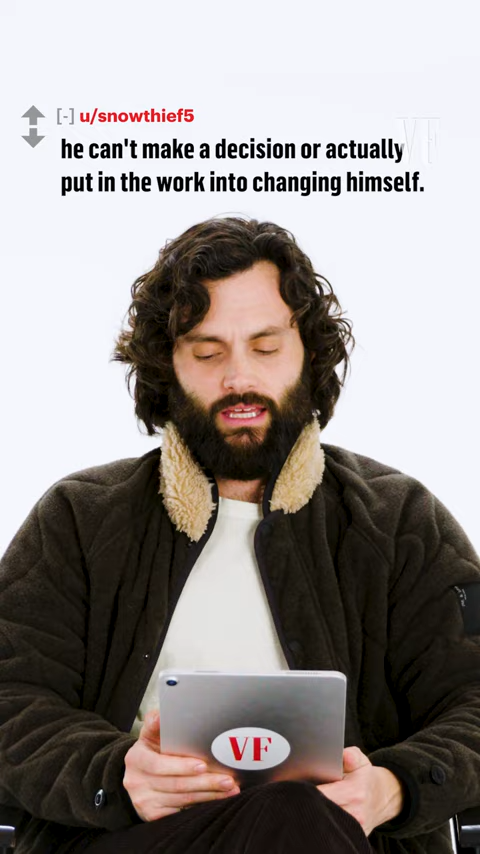 [-] u/snowthief5
VF
he can't make a decision or actually
put in the work into changing himself.
VF